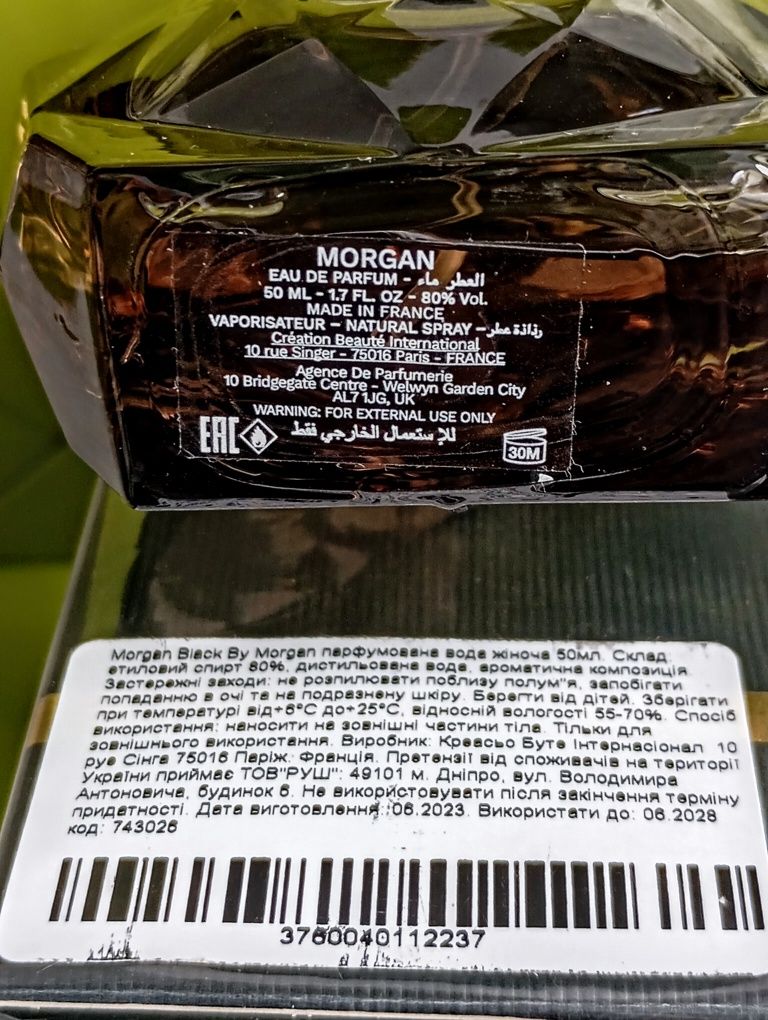 MORGAN
EAU DE PARFUM - ماء العطر
50 ML - 1.7 FL. OZ - 80% Vol.
MADE IN FRANCE
VAPORISATEUR – NATURAL SPRAY – رذاذة عطر
Création Beauté International
10 rue Singer - 75016 Paris - FRANCE
Agence De Parfumerie
10 Bridgegate Centre - Welwyn Garden City
AL7 1JG, UK
WARNING: FOR EXTERNAL USE ONLY
للإستعمال الخارجي فقط
EAC
30M
Morgan Black By Morgan парфумована вода жіноча 50мл. Склад:
етиловий спирт 80%, дистильована вода, ароматична композиція.
Застережні заходи: не розпилювати поблизу полум"я, запобігати
попаданню в очі та на подразнену шкіру. Берегти від дітей. Зберігати
при температурі від+6°С до+25°С, відносній вологості 55-70%. Спосіб
використання: наносити на зовнішні частини тіла. Тільки для
зовнішнього використання. Виробник: Креасьо Буте Інтернасіонал 10
рує Сінга 75016 Паріж. Франція. Претензії від споживачів на території
України приймає ТОВ"РУШ": 49101 м. Дніпро, вул. Володимира
Антоновича, будинок 6. Не використовувати після закінчення терміну
придатності. Дата виготовлення: 06.2023. Використати до: 06.2028
код: 743026
3760040112237